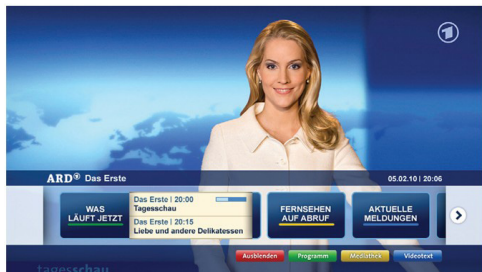 ARD Das Erste
05.02.10 | 20:06
WAS
LÄUFT JETZT
Das Erste | 20:00
Tagesschau
Das Erste | 20:15
Liebe und andere Delikatessen
FERNSEHEN
AUF ABRUF
AKTUELLE
MELDUNGEN
Ausblenden
Programm
Mediathek
Videotext
tagesschau